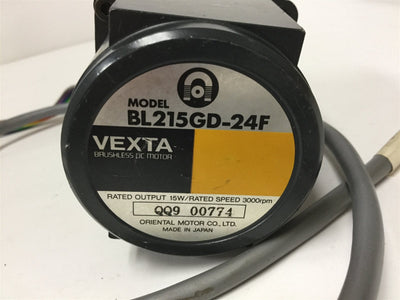 MODEL
BL215GD-24F
VEXTA
BRUSHLESS DC MOTOR
RATED OUTPUT 15W/RATED SPEED 3000rpm
QQ9 00774
ORIENTAL MOTOR CO., LTD.
MADE IN JAPAN